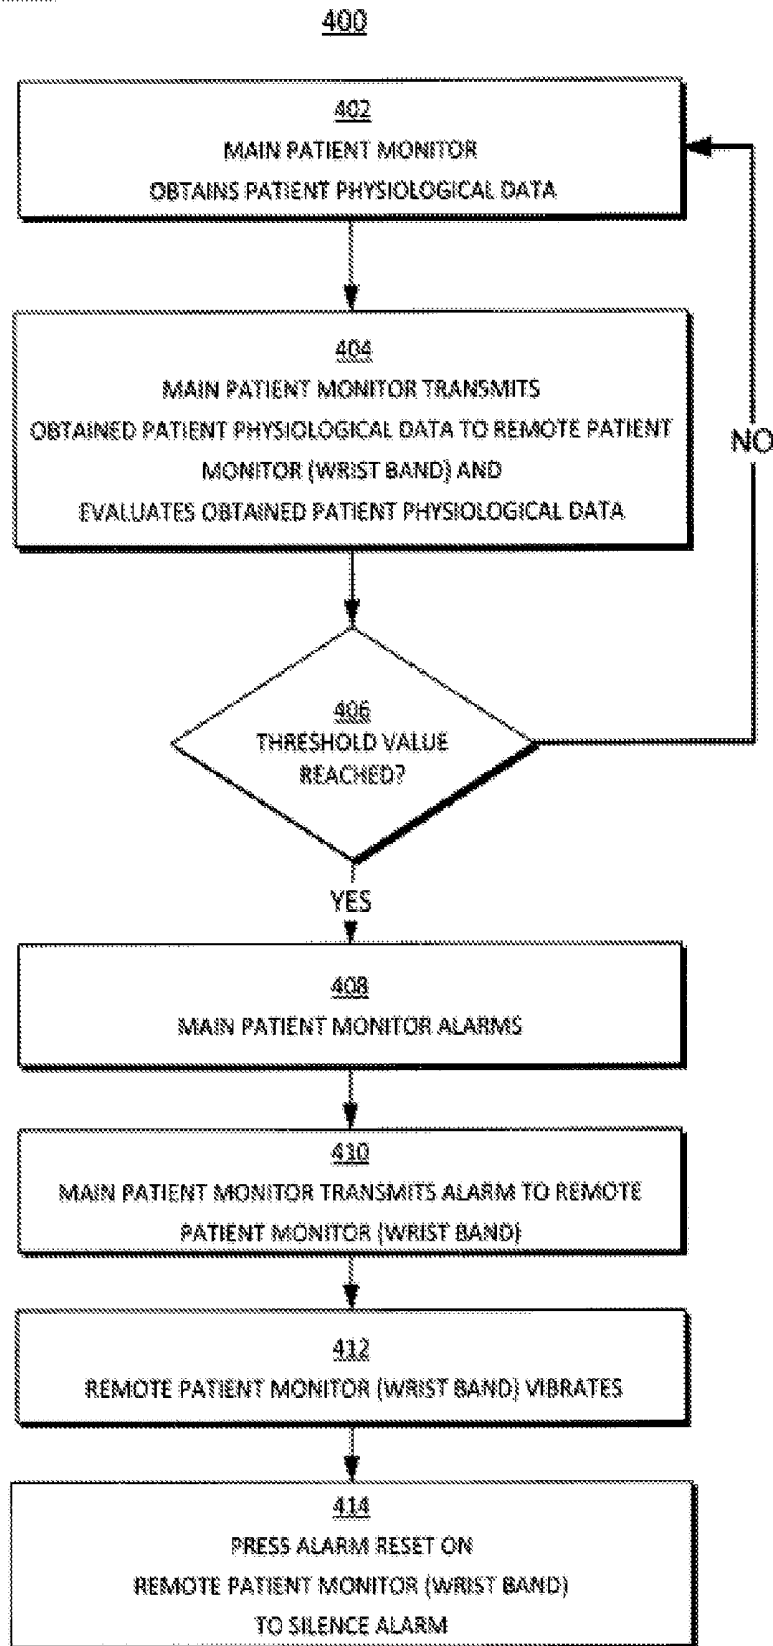 400
402
MAIN PATIENT MONITOR
OBTAINS PATIENT PHYSIOLOGICAL DATA
404
MAIN PATIENT MONITOR TRANSMITS
OBTAINED PATIENT PHYSIOLOGICAL DATA TO REMOTE PATIENT
MONITOR (WRIST BAND) AND
EVALUATES OBTAINED PATIENT PHYSIOLOGICAL DATA
NO
406
THRESHOLD VALUE
REACHED?
YES
408
MAIN PATIENT MONITOR ALARMS
410
MAIN PATIENT MONITOR TRANSMITS ALARM TO REMOTE
PATIENT MONITOR (WRIST BAND)
412
REMOTE PATIENT MONITOR (WRIST BAND) VIBRATES
414
PRESS ALARM RESET ON
REMOTE PATIENT MONITOR (WRIST BAND)
TO SILENCE ALARM